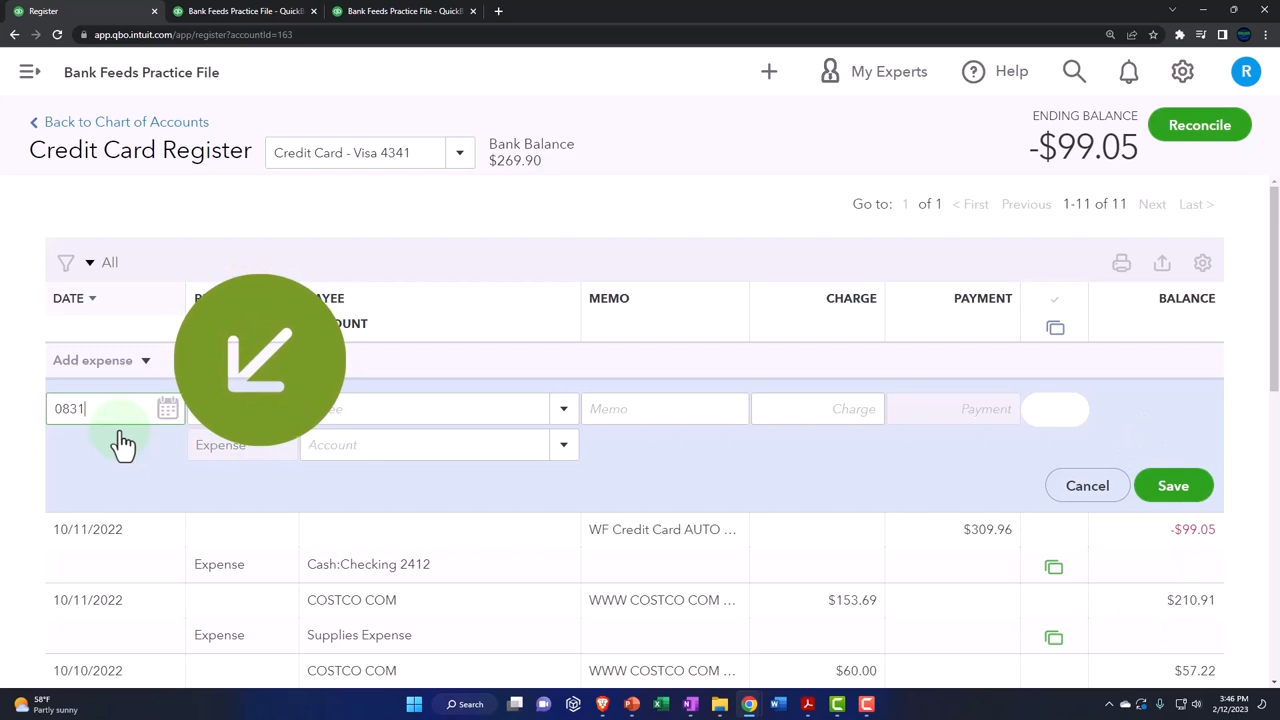 Register
Bank Feeds Practice File - QuickB
Bank Feeds Practice File - QuickB
app.qbo.intuit.com/app/register?accountId=163
Bank Feeds Practice File
My Experts
Help
R
Back to Chart of Accounts
Credit Card Register
Credit Card - Visa 4341
Bank Balance
$269.90
ENDING BALANCE
-$99.05
Reconcile
Go to: 1 of 1 < First Previous 1-11 of 11 Next Last >
All
DATE MEMO CHARGE PAYMENT BALANCE
Add expense
0831 Memo Charge Payment
Expense Account
Cancel Save
10/11/2022 WF Credit Card AUTO ... $309.96 -$99.05
Expense Cash:Checking 2412
10/11/2022 COSTCO COM WWW COSTCO COM ... $153.69 $210.91
Expense Supplies Expense
10/10/2022 COSTCO COM WWW COSTCO COM ... $60.00 $57.22
58°F
Partly sunny
Search
3:46 PM
2/12/2023